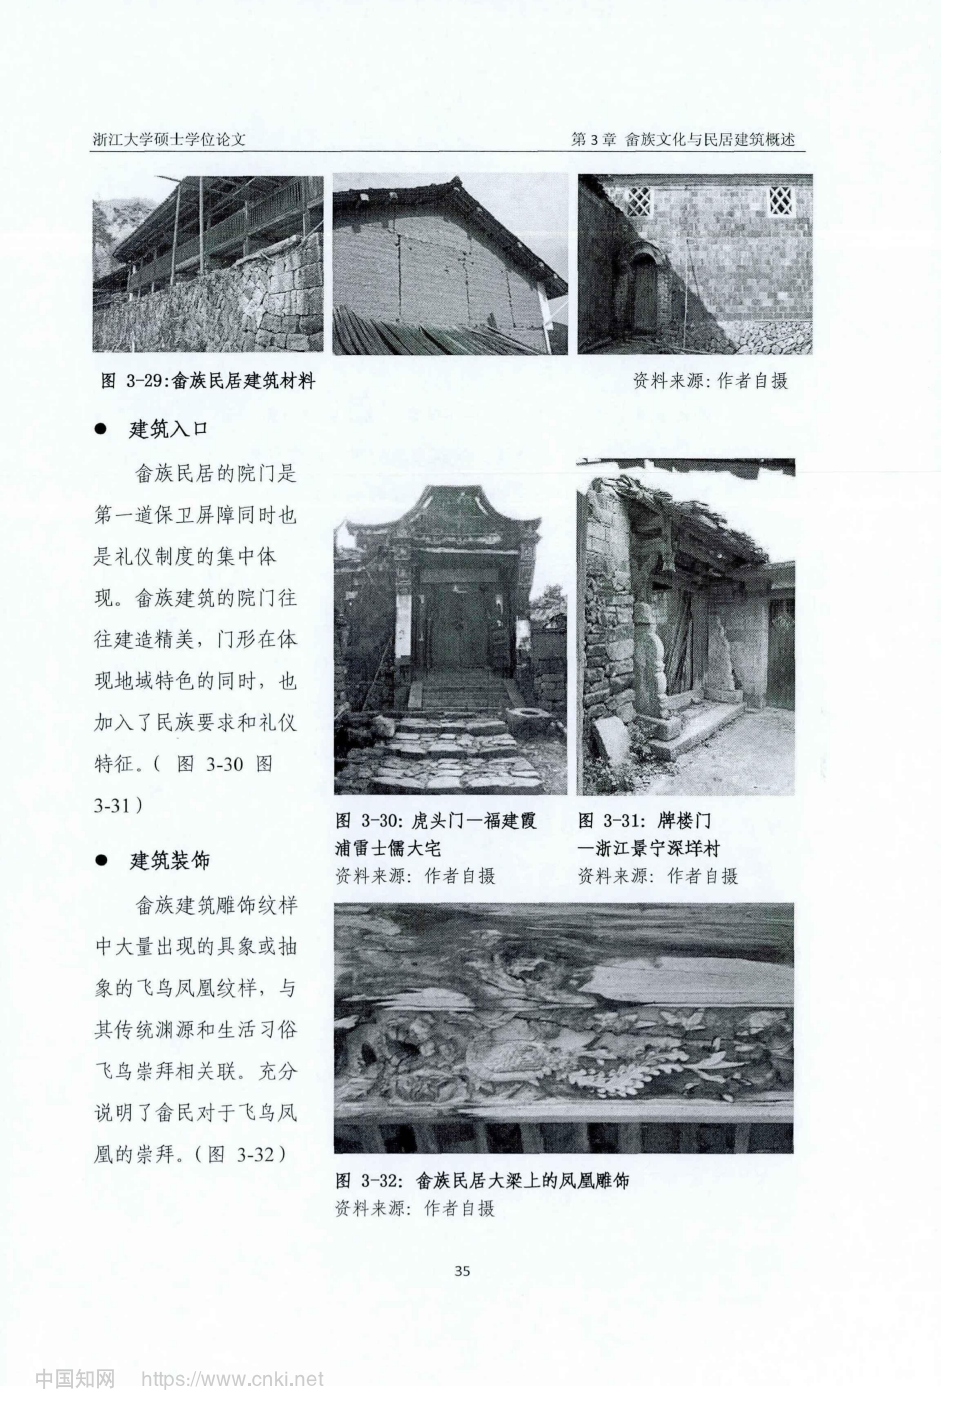 浙江大学硕士学位论文
第 3 章 畲族文化与民居建筑概述
图 3-29:畲族民居建筑材料
资料来源:作者自摄
● 建筑入口
畲族民居的院门是
第一道保卫屏障同时也
是礼仪制度的集中体
现。畲族建筑的院门往
往建造精美，门形在体
现地域特色的同时，也
加入了民族要求和礼仪
特征。( 图 3-30 图
3-31)
图 3-30: 虎头门—福建霞
浦雷士儒大宅
资料来源: 作者自摄
图 3-31: 牌楼门
—浙江景宁深垟村
资料来源: 作者自摄
● 建筑装饰
畲族建筑雕饰纹样
中大量出现的具象或抽
象的飞鸟凤凰纹样，与
其传统渊源和生活习俗
飞鸟崇拜相关联。充分
说明了畲民对于飞鸟凤
凰的崇拜。(图 3-32)
图 3-32: 畲族民居大梁上的凤凰雕饰
资料来源: 作者自摄
35
中国知网 https://www.cnki.net